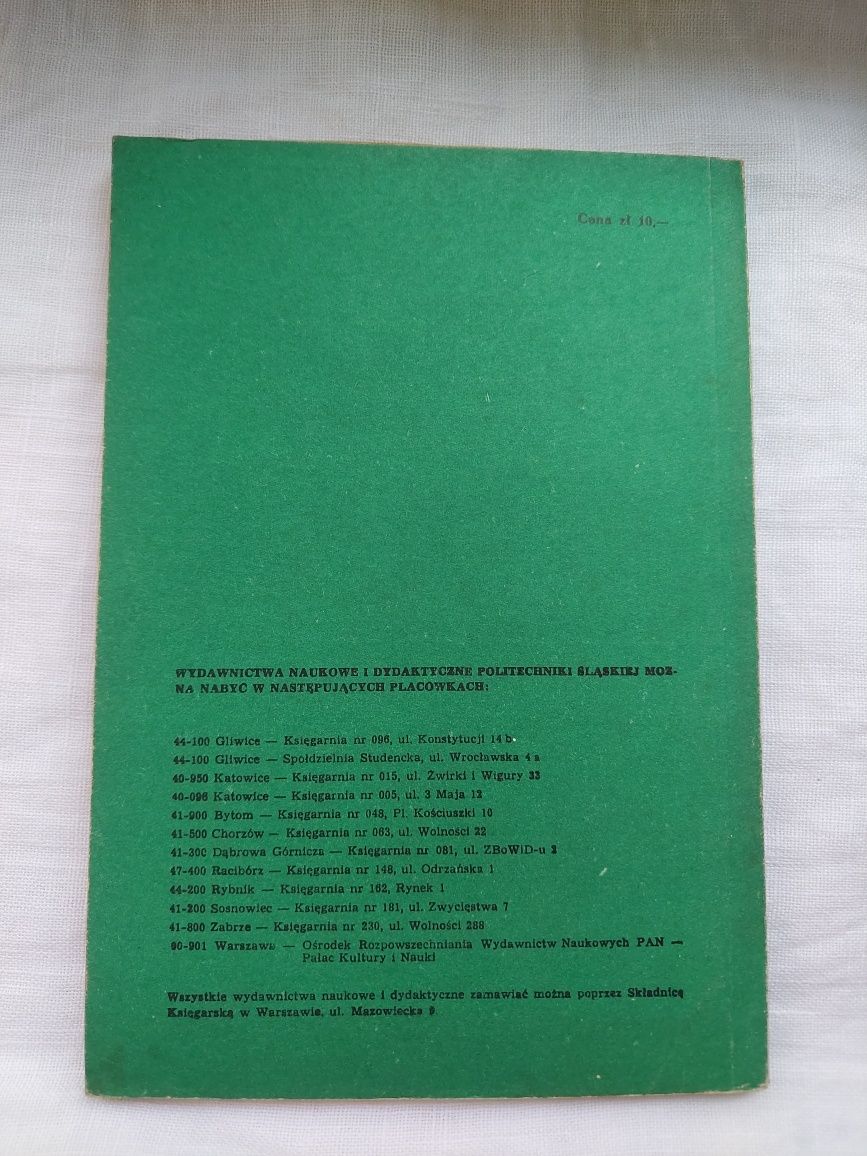 Cena zł 10,—
WYDAWNICTWA NAUKOWE I DYDAKTYCZNE POLITECHNIKI ŚLĄSKIEJ MOŻ-
NA NABYĆ W NASTĘPUJĄCYCH PLACÓWKACH:
44-100 Gliwice — Księgarnia nr 096, ul. Konstytucji 14 b.
44-100 Gliwice — Spółdzielnia Studencka, ul. Wrocławska 4 a
40-950 Katowice — Księgarnia nr 015, ul. Żwirki i Wigury 33
40-096 Katowice — Księgarnia nr 005, ul. 3 Maja 12
41-900 Bytom — Księgarnia nr 048, Pl. Kościuszki 10
41-500 Chorzów — Księgarnia nr 063, ul. Wolności 22
41-300 Dąbrowa Górnicza — Księgarnia nr 081, ul. ZBoWiD-u 2
47-400 Racibórz — Księgarnia nr 148, ul. Odrzańska 1
44-200 Rybnik — Księgarnia nr 162, Rynek 1
41-200 Sosnowiec — Księgarnia nr 181, ul. Zwycięstwa 7
41-800 Zabrze — Księgarnia nr 230, ul. Wolności 288
90-901 Warszawa — Ośrodek Rozpowszechniania Wydawnictw Naukowych PAN —
Pałac Kultury i Nauki
Wszystkie wydawnictwa naukowe i dydaktyczne zamawiać można poprzez Składnicę
Księgarską w Warszawie, ul. Mazowiecka 9